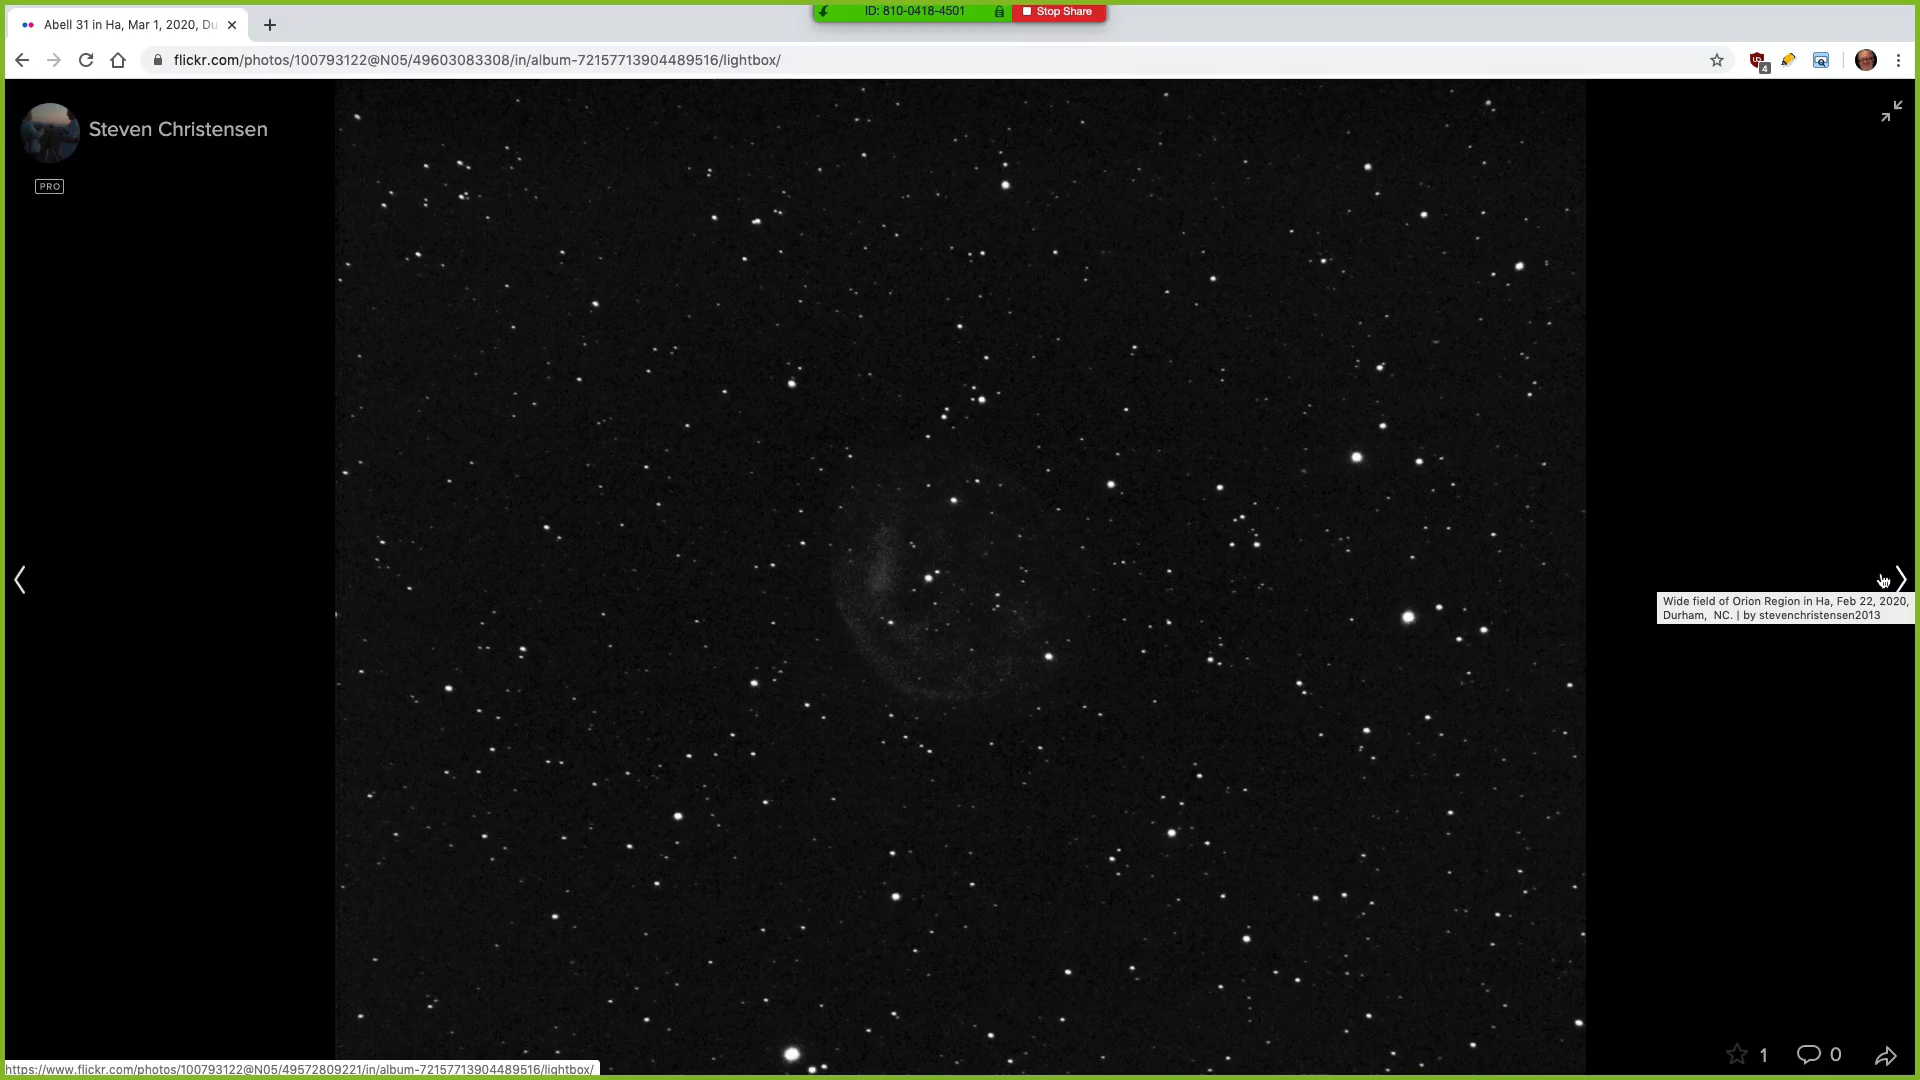 Abell 31 in Ha, Mar 1, 2020, Du
ID: 810-0418-4501
Stop Share
flickr.com/photos/100793122@N05/49603083308/in/album-72157713904489516/lightbox/
4
Steven Christensen
PRO
Wide field of Orion Region in Ha, Feb 22, 2020,
Durham, NC. | by stevenchristensen2013
1
0
https://www.flickr.com/photos/100793122@N05/49572809221/in/album-72157713904489516/lightbox/